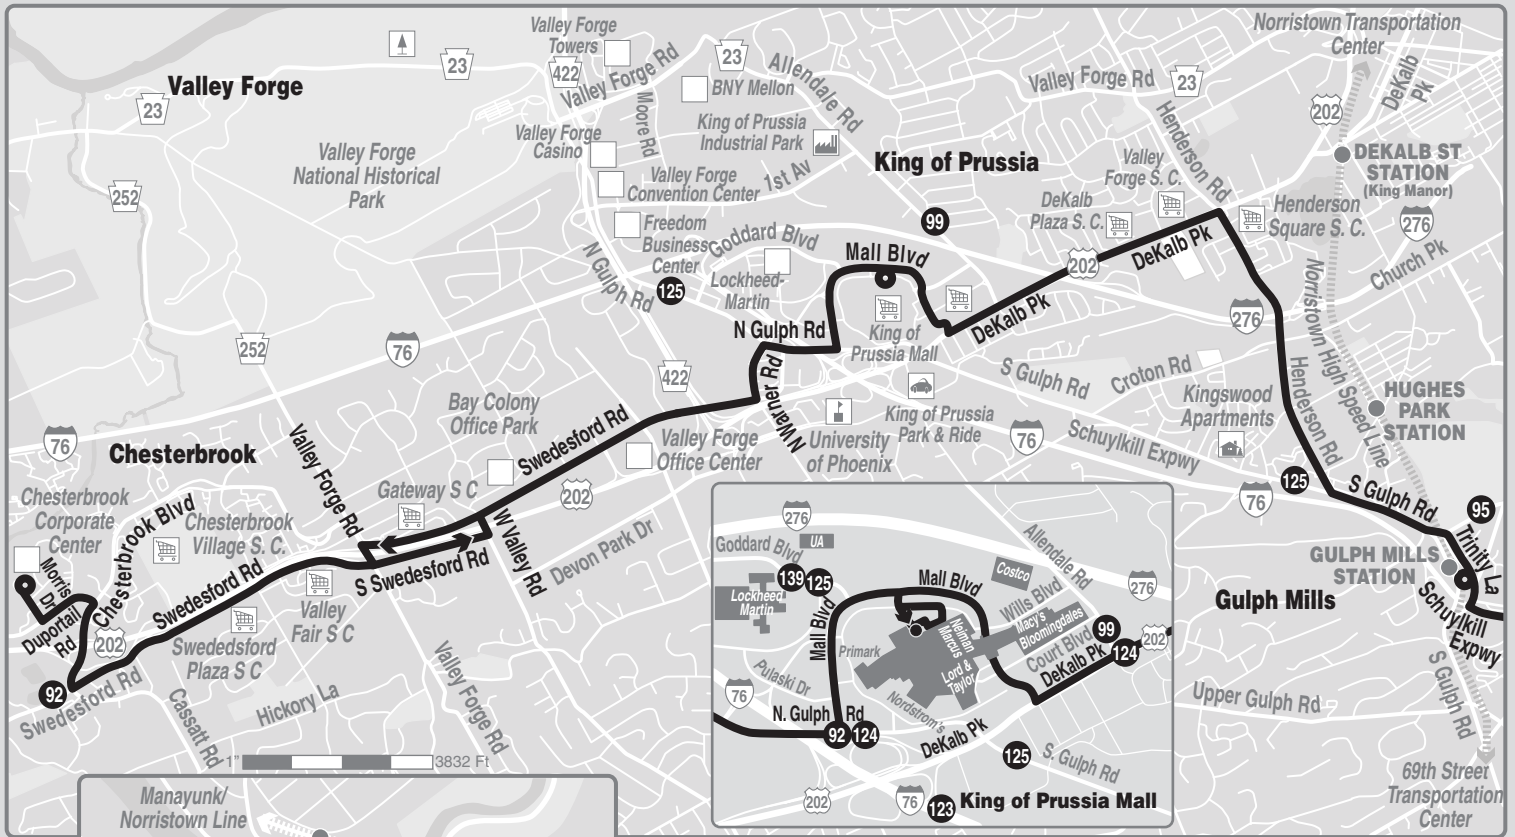 Valley Forge
Towers
Norristown Transportation
Center
23
422
Valley Forge Rd
23
Allendale Rd
Valley Forge Rd
23
202
DeKalb
Pk
Valley Forge
23
BNY Mellon
Moore Rd
Henderson Rd
King of Prussia
Industrial Park
Valley Forge
Casino
Valley Forge
National Historical
Park
King of Prussia
DEKALB ST
STATION
(King Manor)
Valley
Forge S. C.
252
Valley Forge
Convention Center
1st Av
DeKalb
Plaza S. C.
Henderson
Square S. C.
276
Freedom
Business
Center
Goddard Blvd
99
Mall Blvd
202
DeKalb Pk
Church Pk
N Gulph Rd
125
Lockheed-
Martin
N Gulph Rd
King of
Prussia Mall
DeKalb Pk
276
Norristown High Speed Line
252
76
422
N Warner Rd
S Gulph Rd
Croton Rd
Henderson Rd
Kingswood
Apartments
HUGHES
PARK
STATION
Bay Colony
Office Park
Swedesford Rd
King of Prussia
Park & Ride
76
Schuylkill Expwy
76
Chesterbrook
Valley Forge Rd
Valley Forge
Office Center
University
of Phoenix
Chesterbrook
Corporate
Center
Chesterbrook Blvd
Gateway S C
202
125
76
S Gulph Rd
95
Chesterbrook
Village S. C.
W Valley Rd
Devon Park Dr
Trinity La
GULPH MILLS
STATION
Morris
Dr
Duportail
Rd
Swedesford Rd
S Swedesford Rd
Valley
Fair S C
Gulph Mills
Schuylkill
Expwy
202
Swededsford
Plaza S C
92
Swedesford Rd
Cassatt Rd
Hickory La
Valley Forge Rd
Upper Gulph Rd
S Gulph Rd
1"
3832 Ft
69th Street
Transportation
Center
Manayunk/
Norristown Line
276
Goddard Blvd
UA
Allendale Rd
139
125
Mall Blvd
Costco
276
Lockheed
Martin
Mall Blvd
Wills Blvd
Macy's
Bloomingdales
Neiman
Marcus
Primark
Court Blvd
99
202
Lord &
Taylor
DeKalb Pk
124
Pulaski Dr
76
Nordstrom's
N. Gulph Rd
92
124
DeKalb Pk
125
S. Gulph Rd
202
76
123
King of Prussia Mall